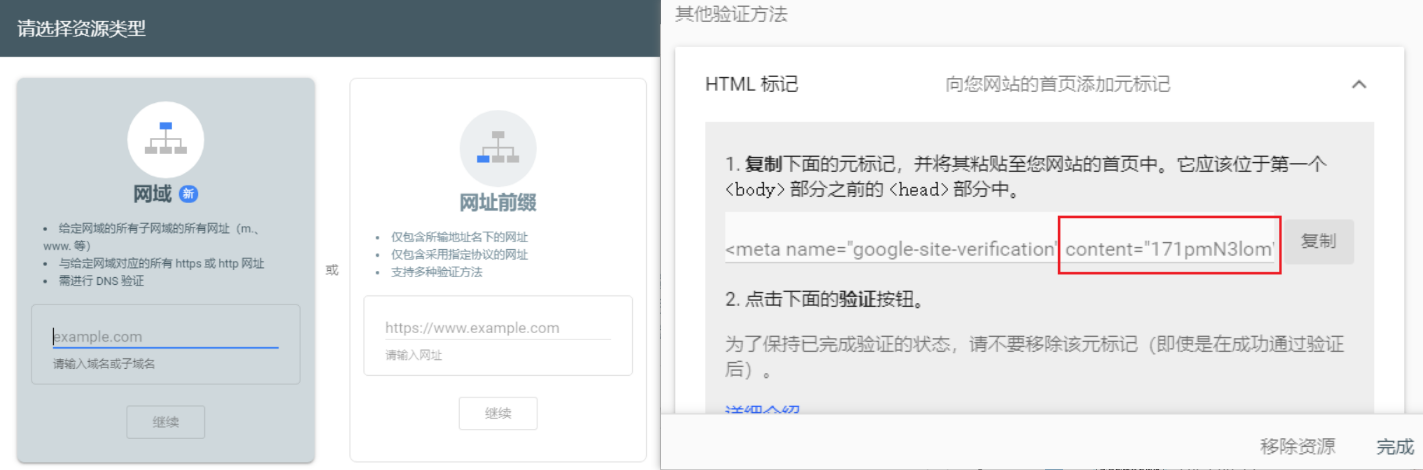 请选择资源类型
网域 新
给定网域的所有子网域的所有网址（m.、
www. 等）
与给定网域对应的所有 https 或 http 网址
需进行 DNS 验证
example.com
请输入域名或子域名
继续
或
网址前缀
仅包含所输地址名下的网址
仅包含采用指定协议的网址
支持多种验证方法
https://www.example.com
请输入网址
继续
其他验证方法
HTML 标记 向您网站的首页添加元标记
1. 复制下面的元标记，并将其粘贴至您网站的首页中。它应该位于第一个
<body> 部分之前的 <head> 部分中。
<meta name="google-site-verification" content="171pmN3lom"
复制
2. 点击下面的验证按钮。
为了保持已完成验证的状态，请不要移除该元标记（即使是在成功通过验证
后）。
详细介绍
移除资源 完成